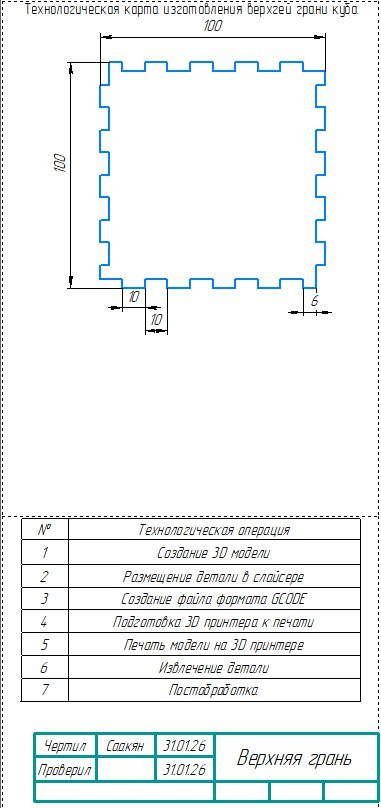 Технологическая карта изготовления верхгей грани куба
100
100
10
10
6
№ Технологическая операция
1 Создание 3D модели
2 Размещение детали в слайсере
3 Создание файла формата GCODE
4 Подготовка 3D принтера к печати
5 Печать модели на 3D принтере
6 Извлечение детали
7 Постобработка
Чертил Саакян 31.01.26 Верхняя грань
Проверил 31.01.26